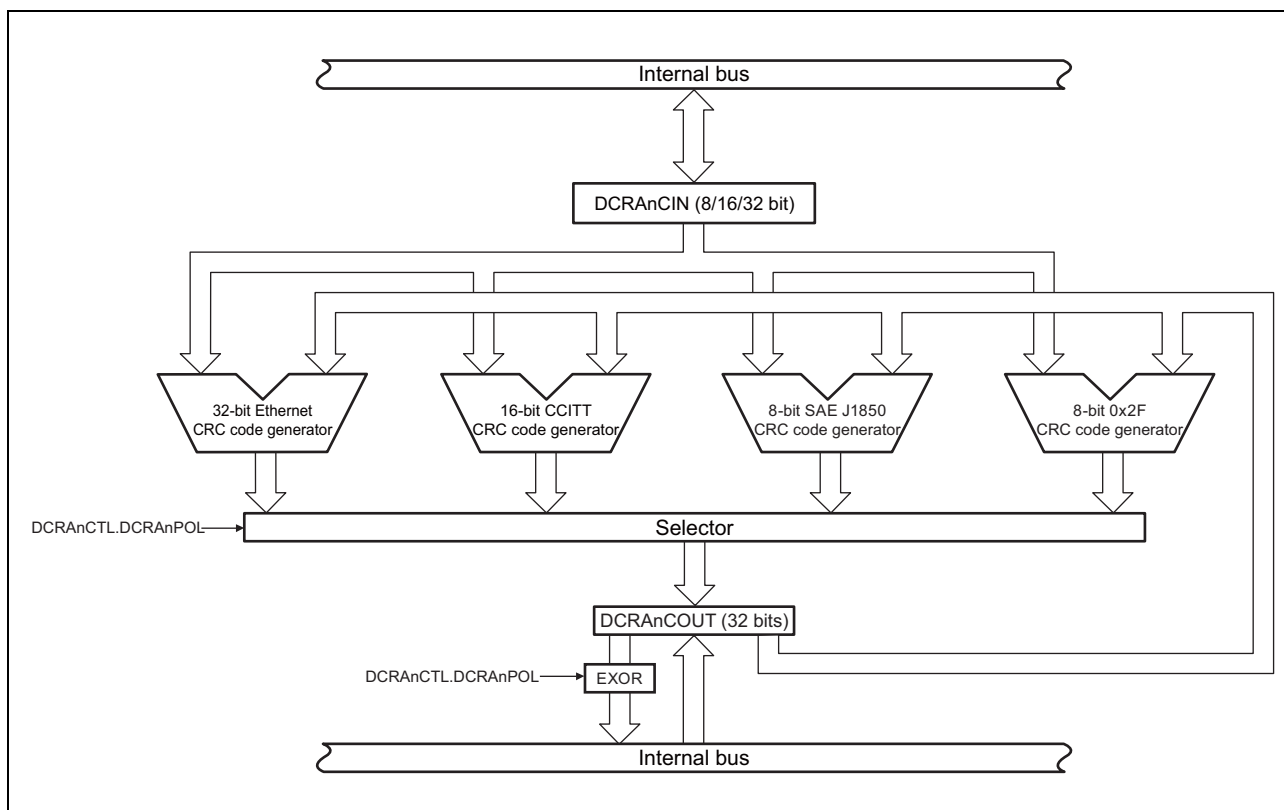 Internal bus
DCRAnCIN (8/16/32 bit)
32-bit Ethernet
CRC code generator
16-bit CCITT
CRC code generator
8-bit SAE J1850
CRC code generator
8-bit 0x2F
CRC code generator
DCRAnCTL.DCRAnPOL
Selector
DCRAnCOUT (32 bits)
DCRAnCTL.DCRAnPOL
EXOR
Internal bus